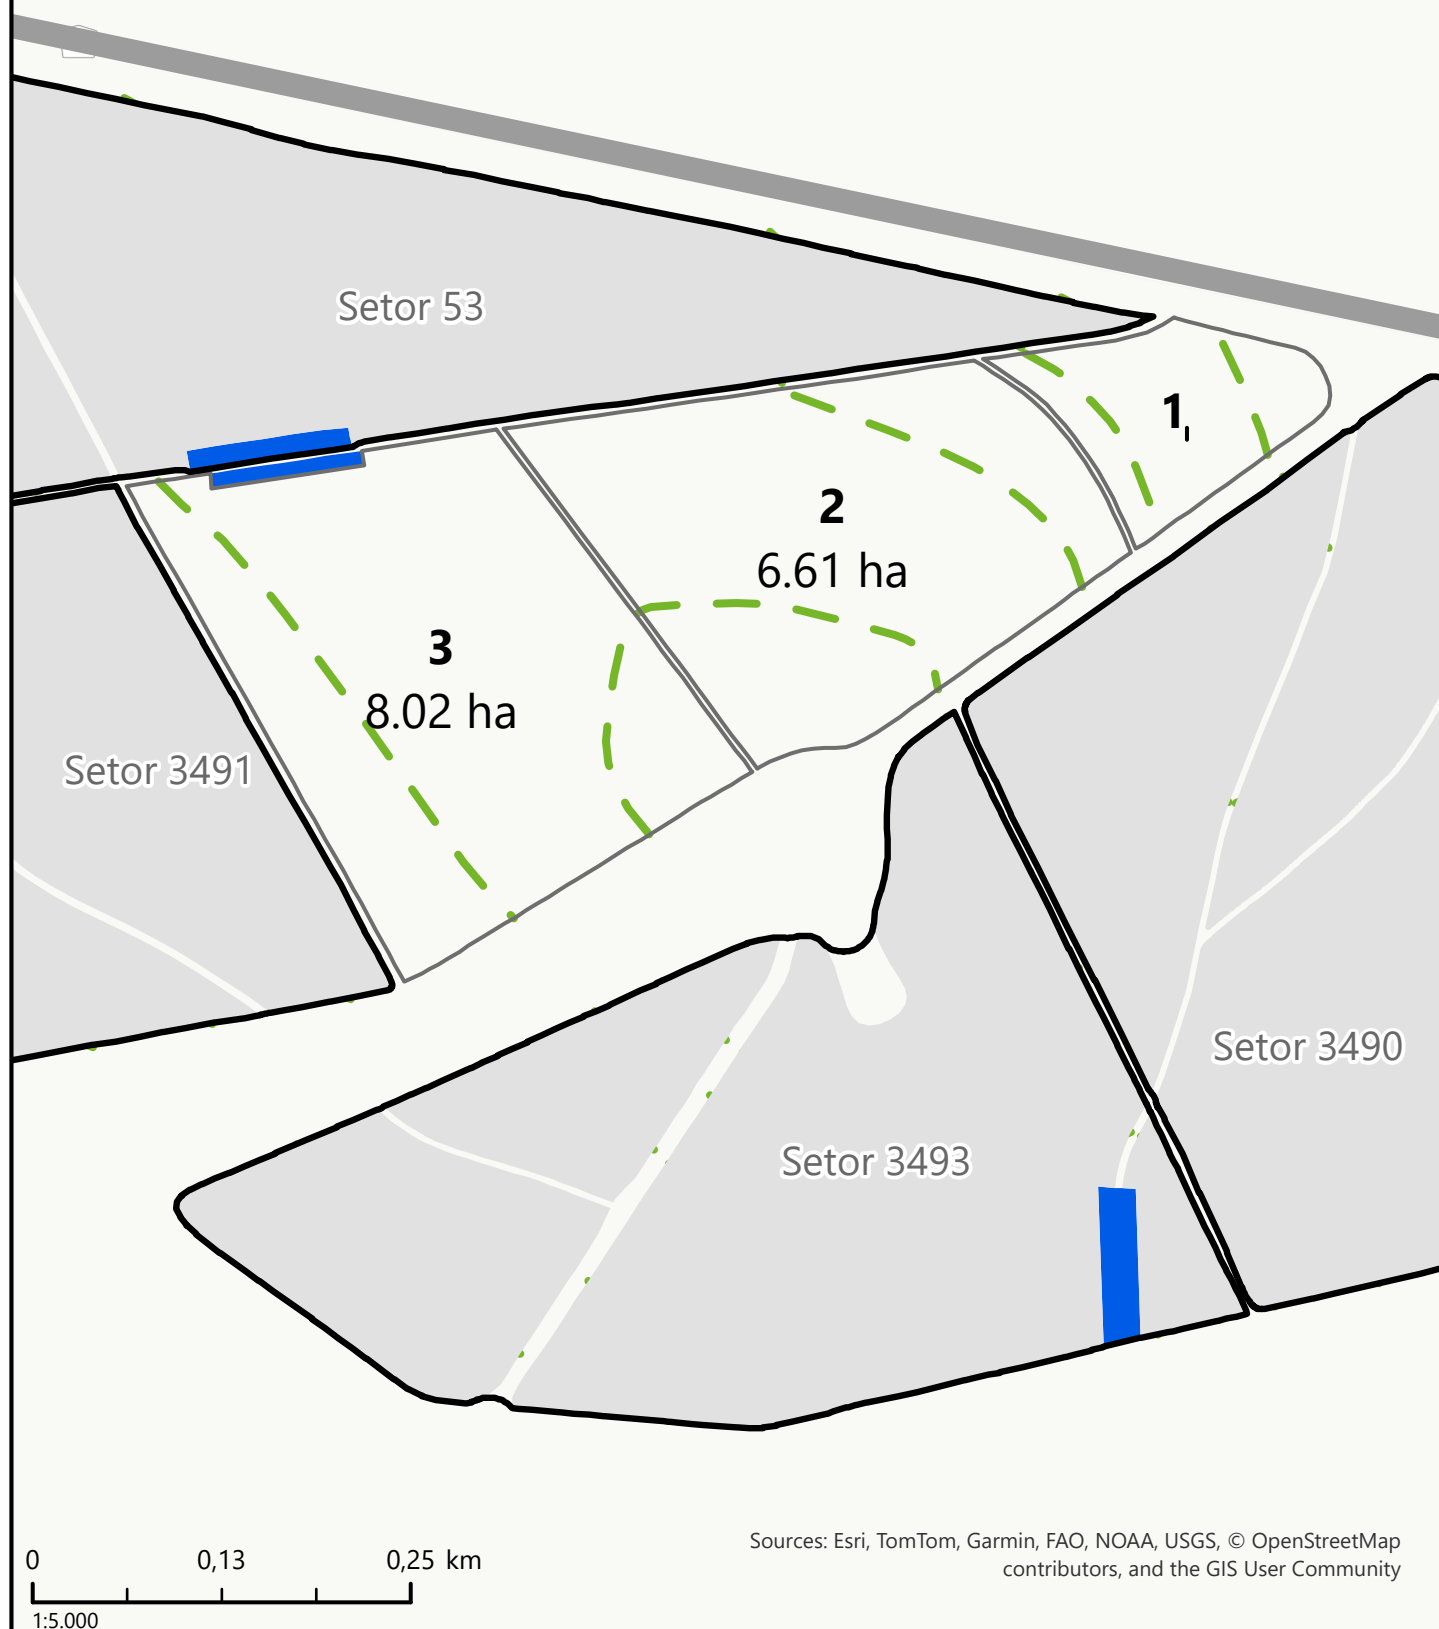 Setor 53
1
2
6.61 ha
3
8.02 ha
Setor 3491
Setor 3490
Setor 3493
Sources: Esri, TomTom, Garmin, FAO, NOAA, USGS, © OpenStreetMap
contributors, and the GIS User Community
0 0,13 0,25 km
1:5.000